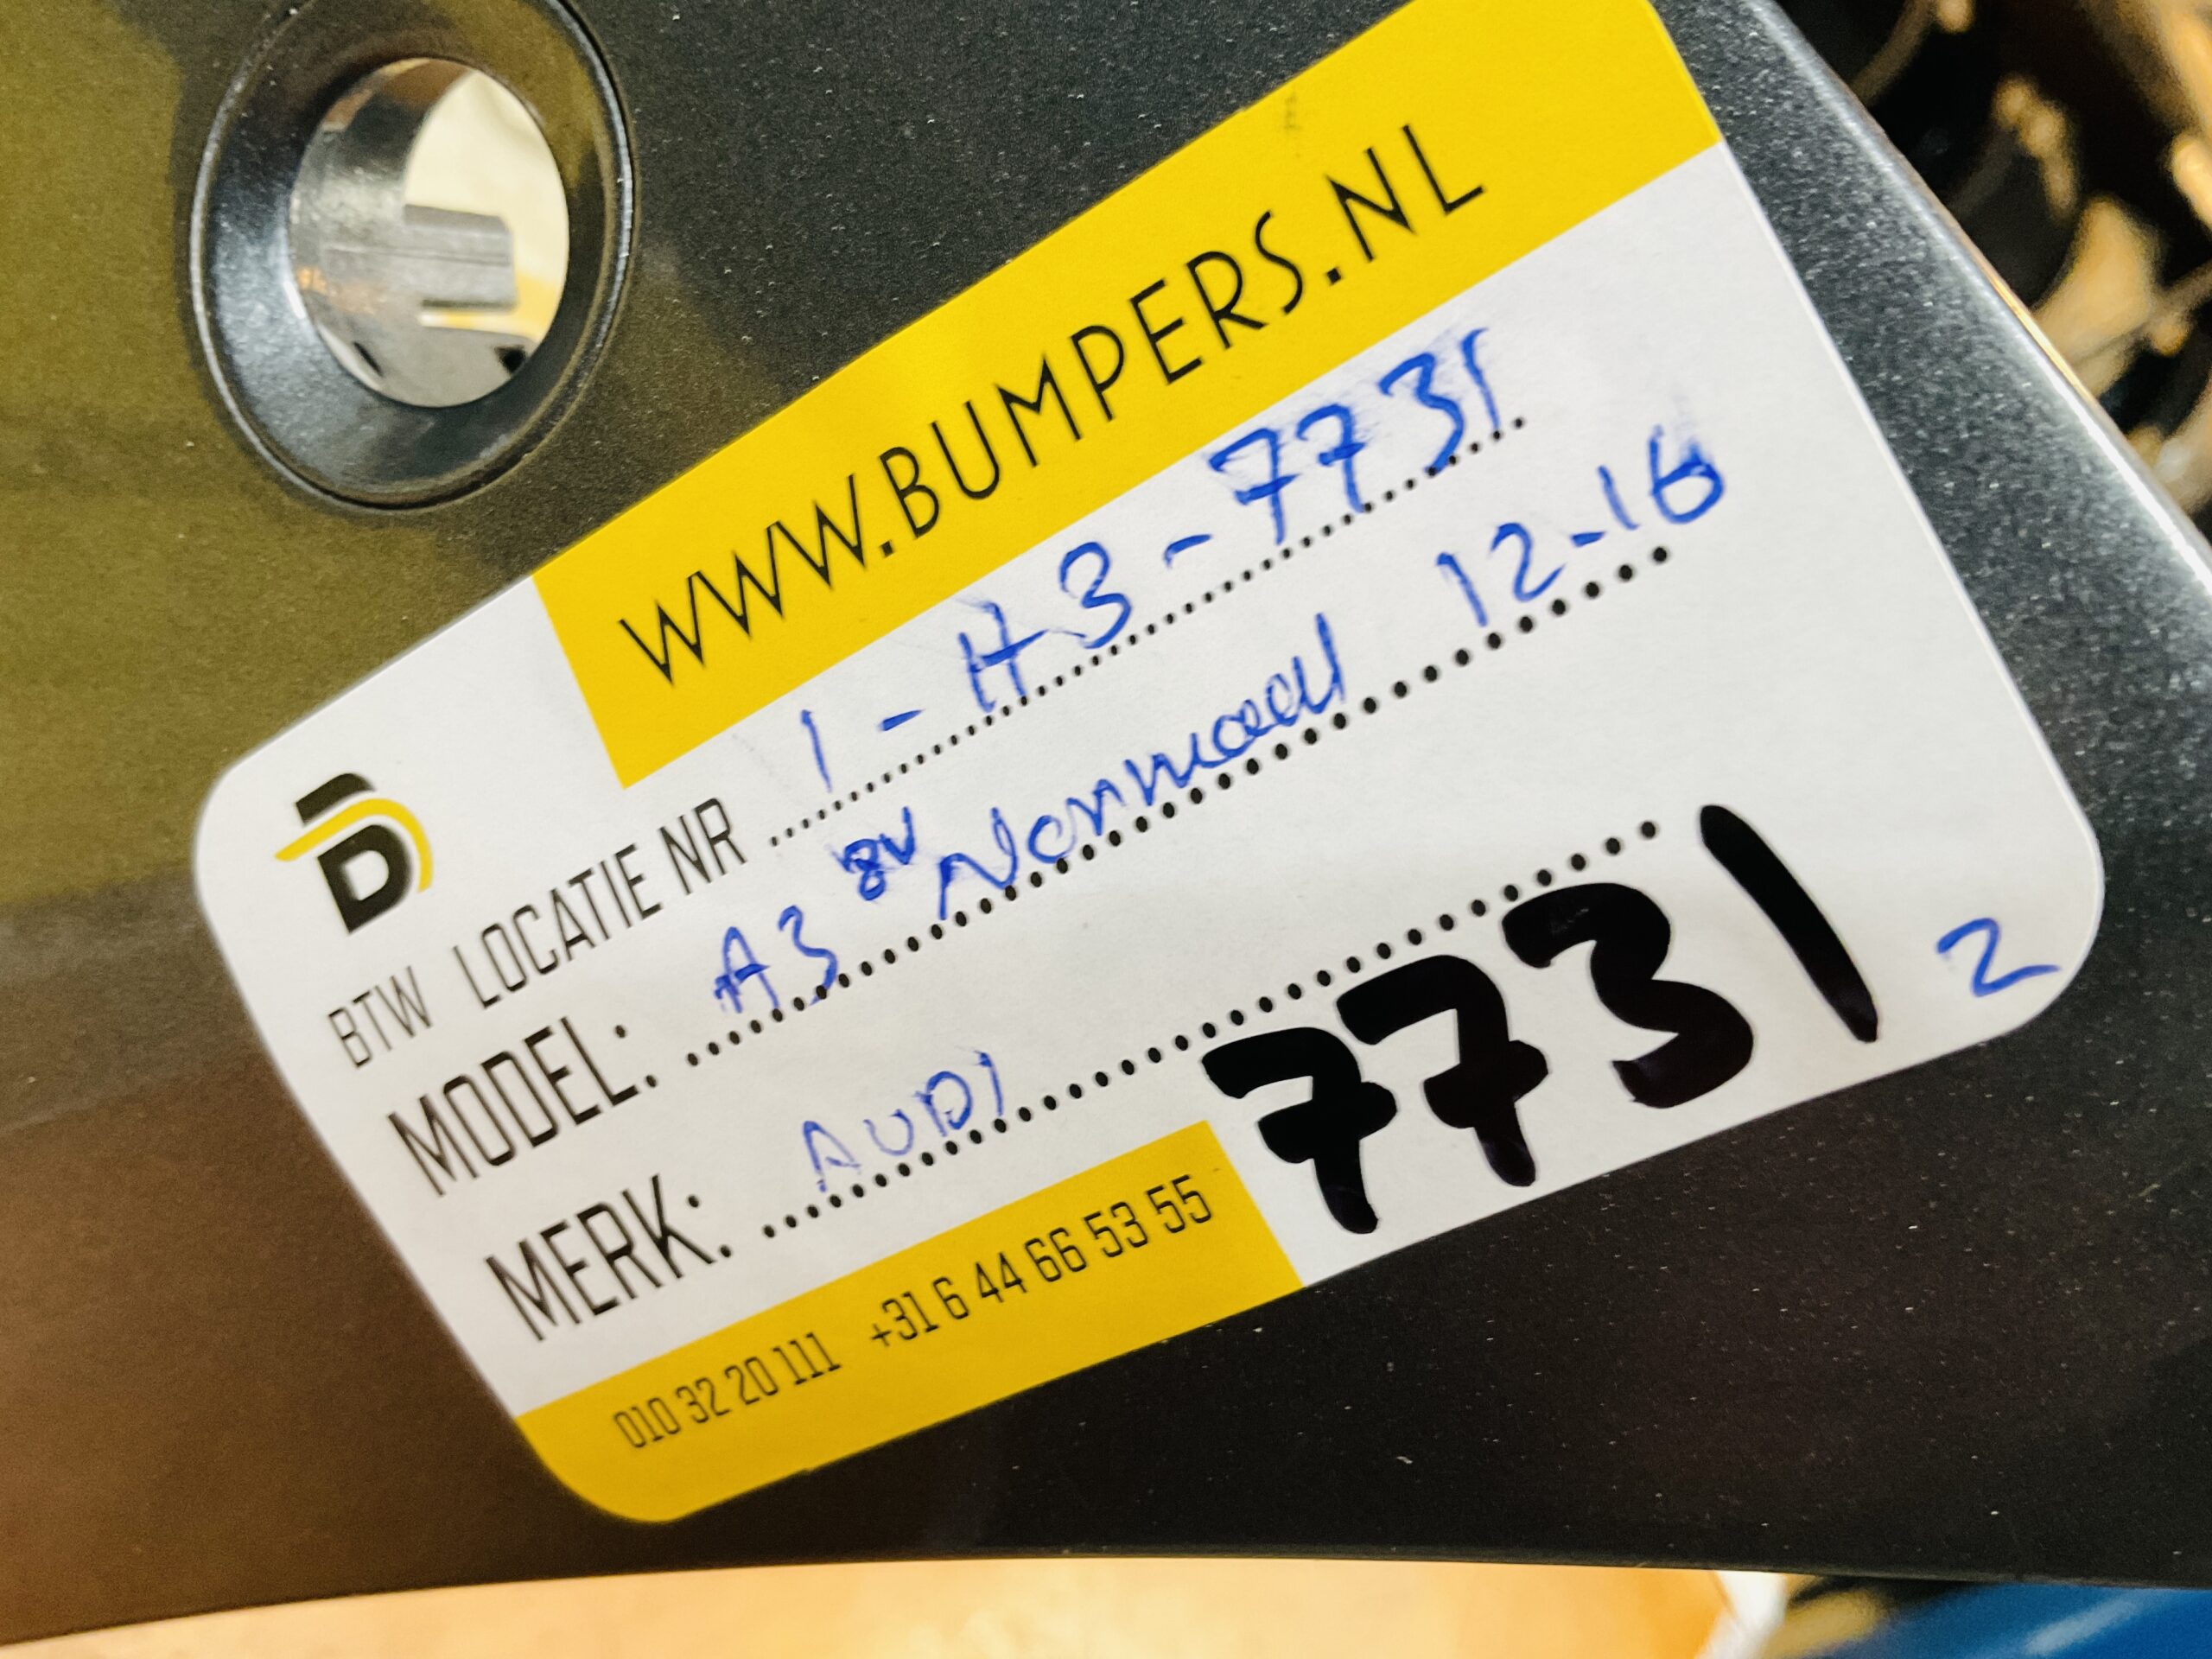 WWW.BUMPERS.NL
BTW LOCATIE NR 1 - H3 - 7731
MODEL: A3 8V Normaal 12-16
MERK: AUDI
7731 2
010 32 20 111 +31 6 44 66 53 55